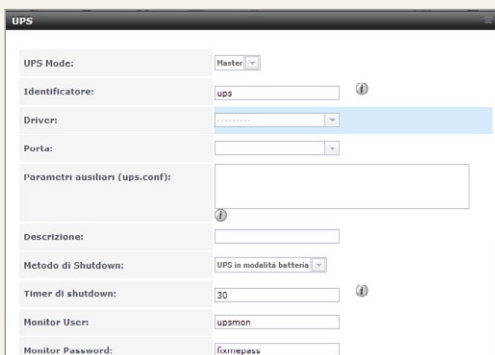 UPS
UPS Mode: Master
Identificatore: ups
Driver: ---------
Porta:
Parametri ausiliari (ups.conf):
Descrizione:
Metodo di Shutdown: UPS in modalità batteria
Timer di shutdown: 30
Monitor User: upsmon
Monitor Password: fixmepass